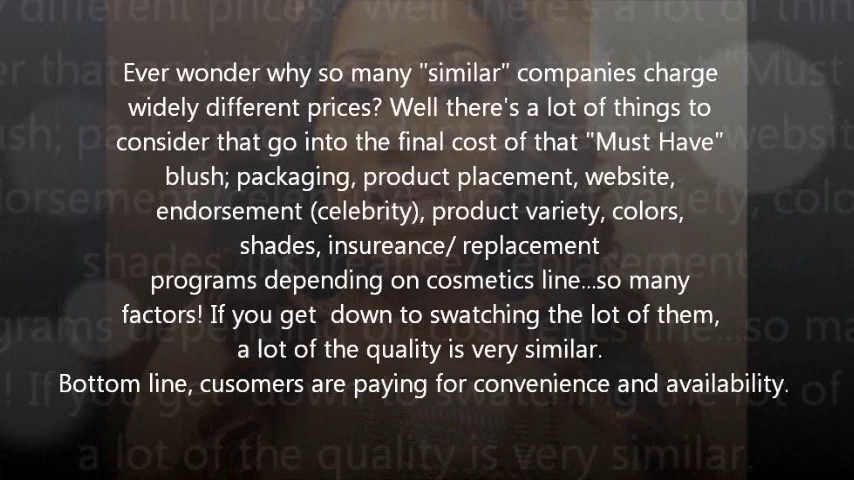 Ever wonder why so many "similar" companies charge
widely different prices? Well there's a lot of things to
consider that go into the final cost of that "Must Have"
blush; packaging, product placement, website,
endorsement (celebrity), product variety, colors,
shades, insureance/ replacement
programs depending on cosmetics line...so many
factors! If you get  down to swatching the lot of them,
a lot of the quality is very similar.
Bottom line, cusomers are paying for convenience and availability.